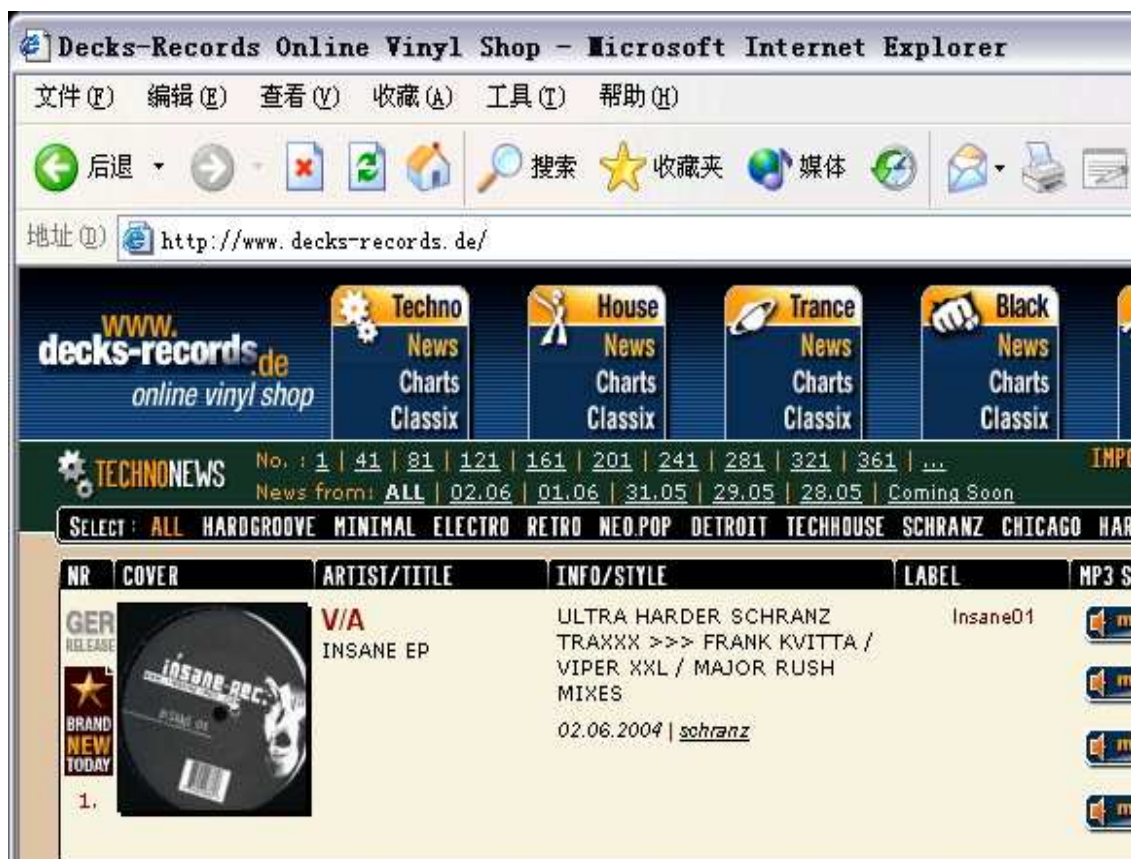 Decks-Records Online Vinyl Shop - Microsoft Internet Explorer
文件(F) 编辑(E) 查看(V) 收藏(A) 工具(T) 帮助(H)
后退 搜索 收藏夹 媒体
地址(D) http://www.decks-records.de/
www.
decks-records.de
online vinyl shop
Techno
News
Charts
Classix
House
News
Charts
Classix
Trance
News
Charts
Classix
Black
News
Charts
Classix
TECHNONEWS
No. : 1 | 41 | 81 | 121 | 161 | 201 | 241 | 281 | 321 | 361 | ...
News from: ALL | 02.06 | 01.06 | 31.05 | 29.05 | 28.05 | Coming Soon
IMPO
SELECT: ALL HARDGROOVE MINIMAL ELECTRO RETRO NEO.POP DETROIT TECHHOUSE SCHRANZ CHICAGO HAR
NR COVER ARTIST/TITLE INFO/STYLE LABEL MP3 S
GER
RELEASE
BRAND
NEW
TODAY
1.
insane-rec.
V/A
INSANE EP
ULTRA HARDER SCHRANZ
TRAXXX >>> FRANK KVITTA /
VIPER XXL / MAJOR RUSH
MIXES
02.06.2004 | schranz
Insane01
m
m
m
m